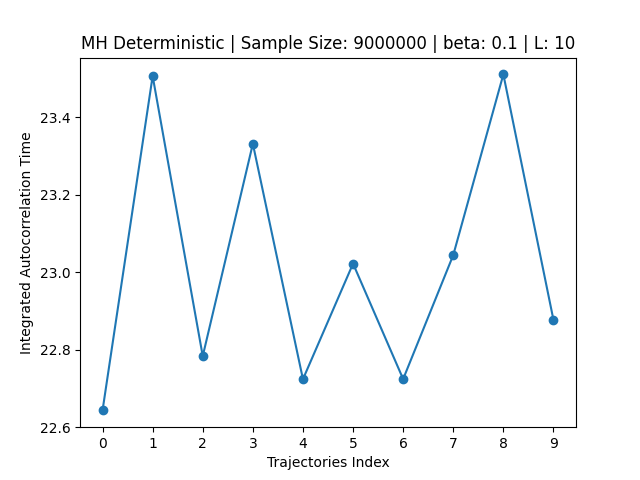 MH Deterministic | Sample Size: 9000000 | beta: 0.1 | L: 10
Integrated Autocorrelation Time
23.4
23.2
23.0
22.8
22.6
0 1 2 3 4 5 6 7 8 9
Trajectories Index